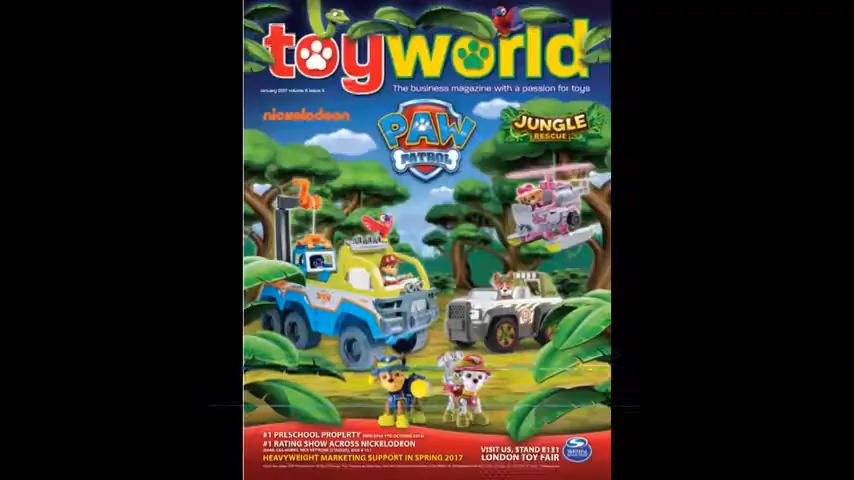 toyworld
January 2017 volume 6 issue 5
The business magazine with a passion for toys
nickelodeon
PAW
PATROL
JUNGLE
RESCUE
#1 PRESCHOOL PROPERTY
#1 RATING SHOW ACROSS NICKELODEON
HEAVYWEIGHT MARKETING SUPPORT IN SPRING 2017
VISIT US, STAND E131
LONDON TOY FAIR